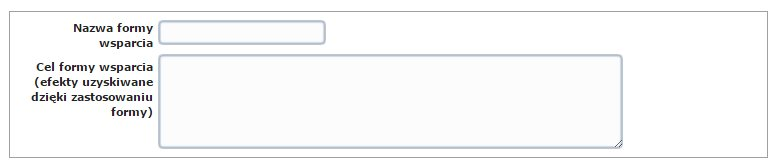 Nazwa formy
wsparcia
Cel formy wsparcia
(efekty uzyskiwane
dzięki zastosowaniu
formy)